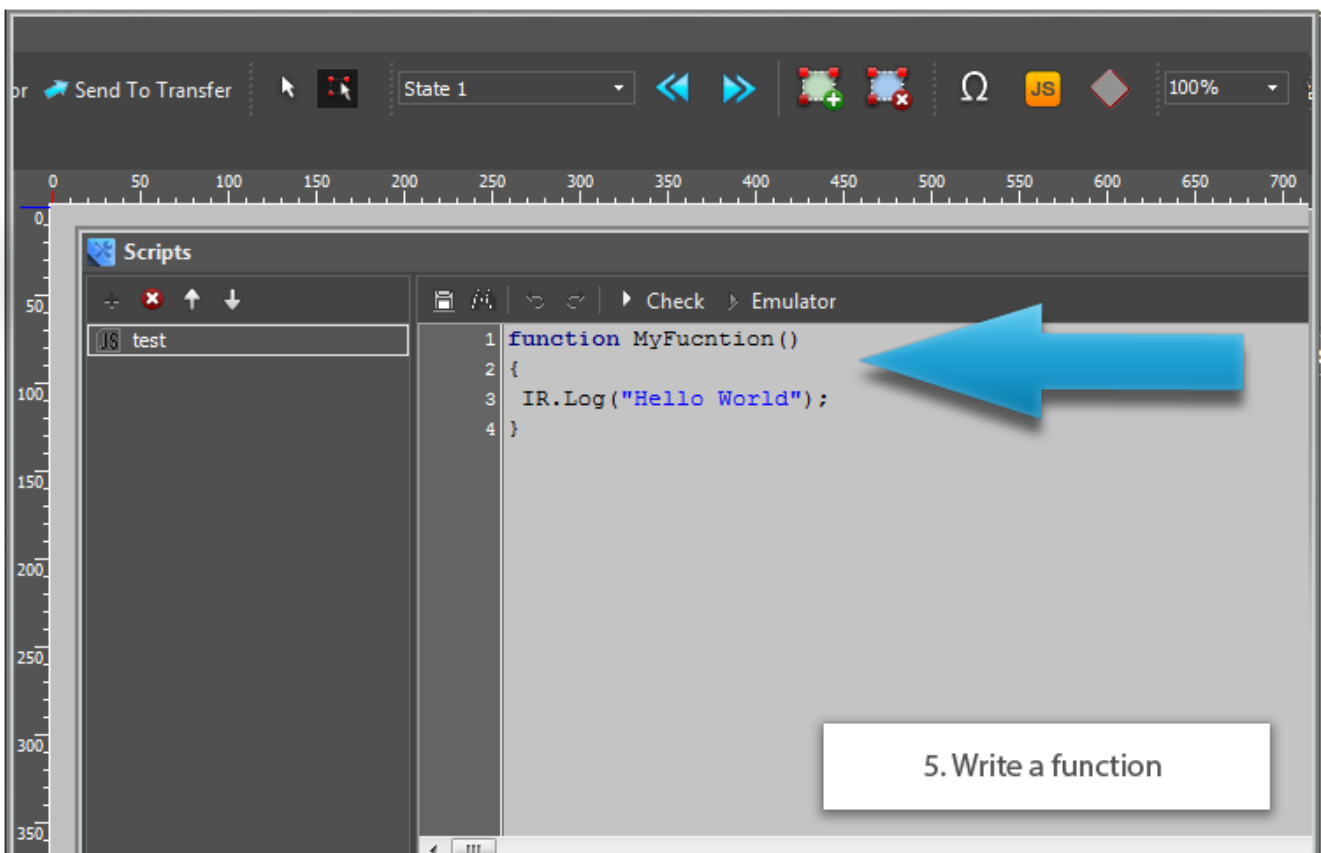 or Send To Transfer State 1 JS 100%
0 50 100 150 200 250 300 350 400 450 500 550 600 650 700
0
Scripts
50
Check Emulator
JS test
1 function MyFucntion()
2 {
100
3 IR.Log("Hello World");
4 }
150
200
250
300
5. Write a function
350